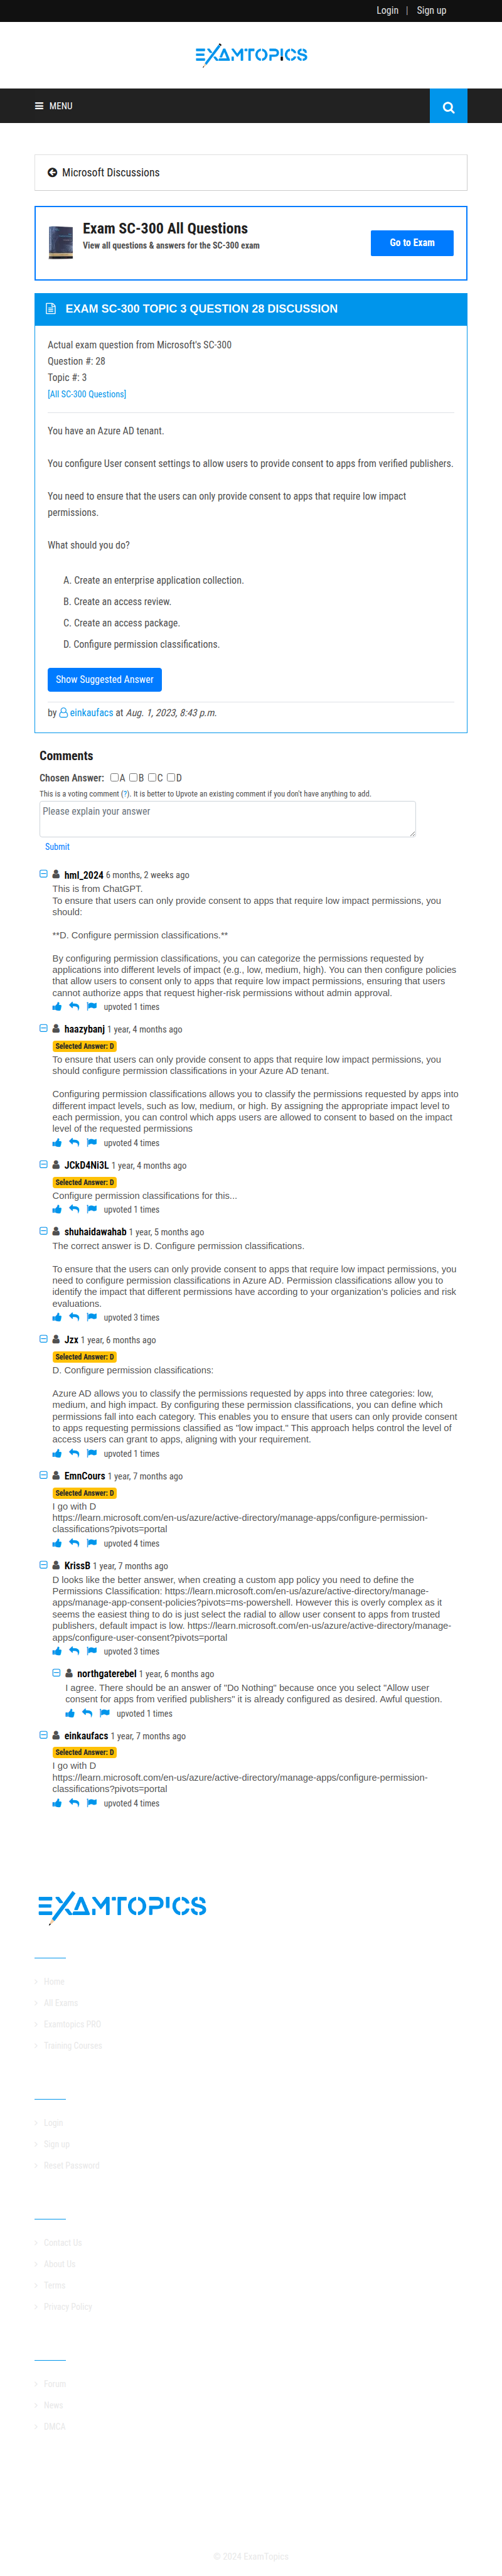 Login | Sign up
EXAMTOPICS
MENU
Microsoft Discussions
Exam SC-300 All Questions
View all questions & answers for the SC-300 exam
Go to Exam
EXAM SC-300 TOPIC 3 QUESTION 28 DISCUSSION
Actual exam question from Microsoft's SC-300
Question #: 28
Topic #: 3
[All SC-300 Questions]
You have an Azure AD tenant.
You configure User consent settings to allow users to provide consent to apps from verified publishers.
You need to ensure that the users can only provide consent to apps that require low impact
permissions.
What should you do?
A. Create an enterprise application collection.
B. Create an access review.
C. Create an access package.
D. Configure permission classifications.
Show Suggested Answer
by einkaufacs at Aug. 1, 2023, 8:43 p.m.
Comments
Chosen Answer: A B C D
This is a voting comment (?). It is better to Upvote an existing comment if you don't have anything to add.
Please explain your answer
Submit
hml_2024 6 months, 2 weeks ago
This is from ChatGPT.
To ensure that users can only provide consent to apps that require low impact permissions, you
should:
**D. Configure permission classifications.**
By configuring permission classifications, you can categorize the permissions requested by
applications into different levels of impact (e.g., low, medium, high). You can then configure policies
that allow users to consent only to apps that require low impact permissions, ensuring that users
cannot authorize apps that request higher-risk permissions without admin approval.
upvoted 1 times
haazybanj 1 year, 4 months ago
Selected Answer: D
To ensure that users can only provide consent to apps that require low impact permissions, you
should configure permission classifications in your Azure AD tenant.
Configuring permission classifications allows you to classify the permissions requested by apps into
different impact levels, such as low, medium, or high. By assigning the appropriate impact level to
each permission, you can control which apps users are allowed to consent to based on the impact
level of the requested permissions
upvoted 4 times
JCkD4Ni3L 1 year, 4 months ago
Selected Answer: D
Configure permission classifications for this...
upvoted 1 times
shuhaidawahab 1 year, 5 months ago
The correct answer is D. Configure permission classifications.
To ensure that the users can only provide consent to apps that require low impact permissions, you
need to configure permission classifications in Azure AD. Permission classifications allow you to
identify the impact that different permissions have according to your organization's policies and risk
evaluations.
upvoted 3 times
Jzx 1 year, 6 months ago
Selected Answer: D
D. Configure permission classifications:
Azure AD allows you to classify the permissions requested by apps into three categories: low,
medium, and high impact. By configuring these permission classifications, you can define which
permissions fall into each category. This enables you to ensure that users can only provide consent
to apps requesting permissions classified as "low impact." This approach helps control the level of
access users can grant to apps, aligning with your requirement.
upvoted 1 times
EmnCours 1 year, 7 months ago
Selected Answer: D
I go with D
https://learn.microsoft.com/en-us/azure/active-directory/manage-apps/configure-permission-
classifications?pivots=portal
upvoted 4 times
KrissB 1 year, 7 months ago
D looks like the better answer, when creating a custom app policy you need to define the
Permissions Classification: https://learn.microsoft.com/en-us/azure/active-directory/manage-
apps/manage-app-consent-policies?pivots=ms-powershell. However this is overly complex as it
seems the easiest thing to do is just select the radial to allow user consent to apps from trusted
publishers, default impact is low. https://learn.microsoft.com/en-us/azure/active-directory/manage-
apps/configure-user-consent?pivots=portal
upvoted 3 times
northgaterebel 1 year, 6 months ago
I agree. There should be an answer of "Do Nothing" because once you select "Allow user
consent for apps from verified publishers" it is already configured as desired. Awful question.
upvoted 1 times
einkaufacs 1 year, 7 months ago
Selected Answer: D
I go with D
https://learn.microsoft.com/en-us/azure/active-directory/manage-apps/configure-permission-
classifications?pivots=portal
upvoted 4 times
EXAMTOPICS
Home
All Exams
Examtopics PRO
Training Courses
Login
Sign up
Reset Password
Contact Us
About Us
Terms
Privacy Policy
Forum
News
DMCA
© 2024 ExamTopics